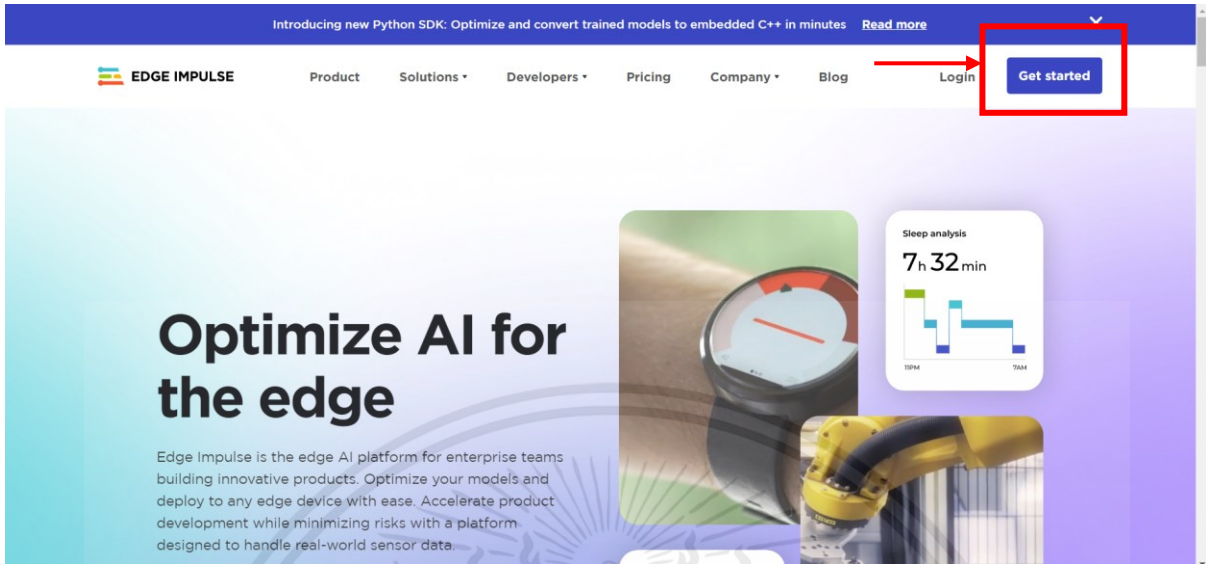 Introducing new Python SDK: Optimize and convert trained models to embedded C++ in minutes Read more
EDGE IMPULSE Product Solutions Developers Pricing Company Blog Login Get started
Optimize AI for
the edge
Edge Impulse is the edge AI platform for enterprise teams
building innovative products. Optimize your models and
deploy to any edge device with ease. Accelerate product
development while minimizing risks with a platform
designed to handle real-world sensor data.
Sleep analysis
7h 32min
11PM 7AM